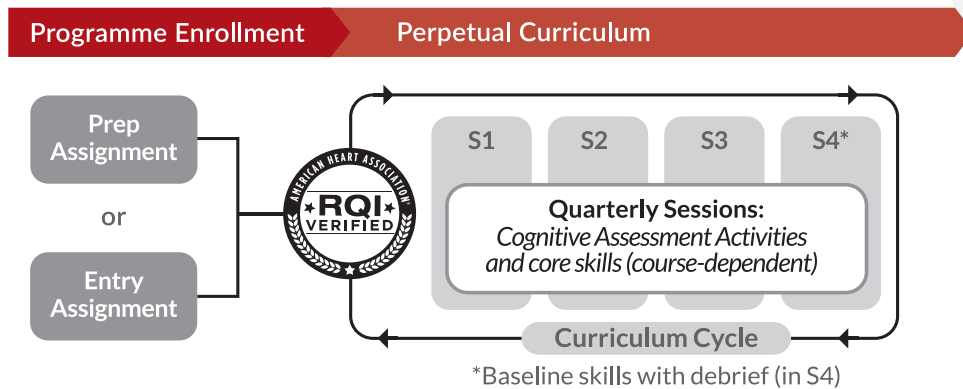 Programme Enrollment
Perpetual Curriculum
Prep
Assignment
or
Entry
Assignment
AMERICAN HEART ASSOCIATION®
RQI
VERIFIED
S1
S2
S3
S4*
Quarterly Sessions:
Cognitive Assessment Activities
and core skills (course-dependent)
Curriculum Cycle
*Baseline skills with debrief (in S4)